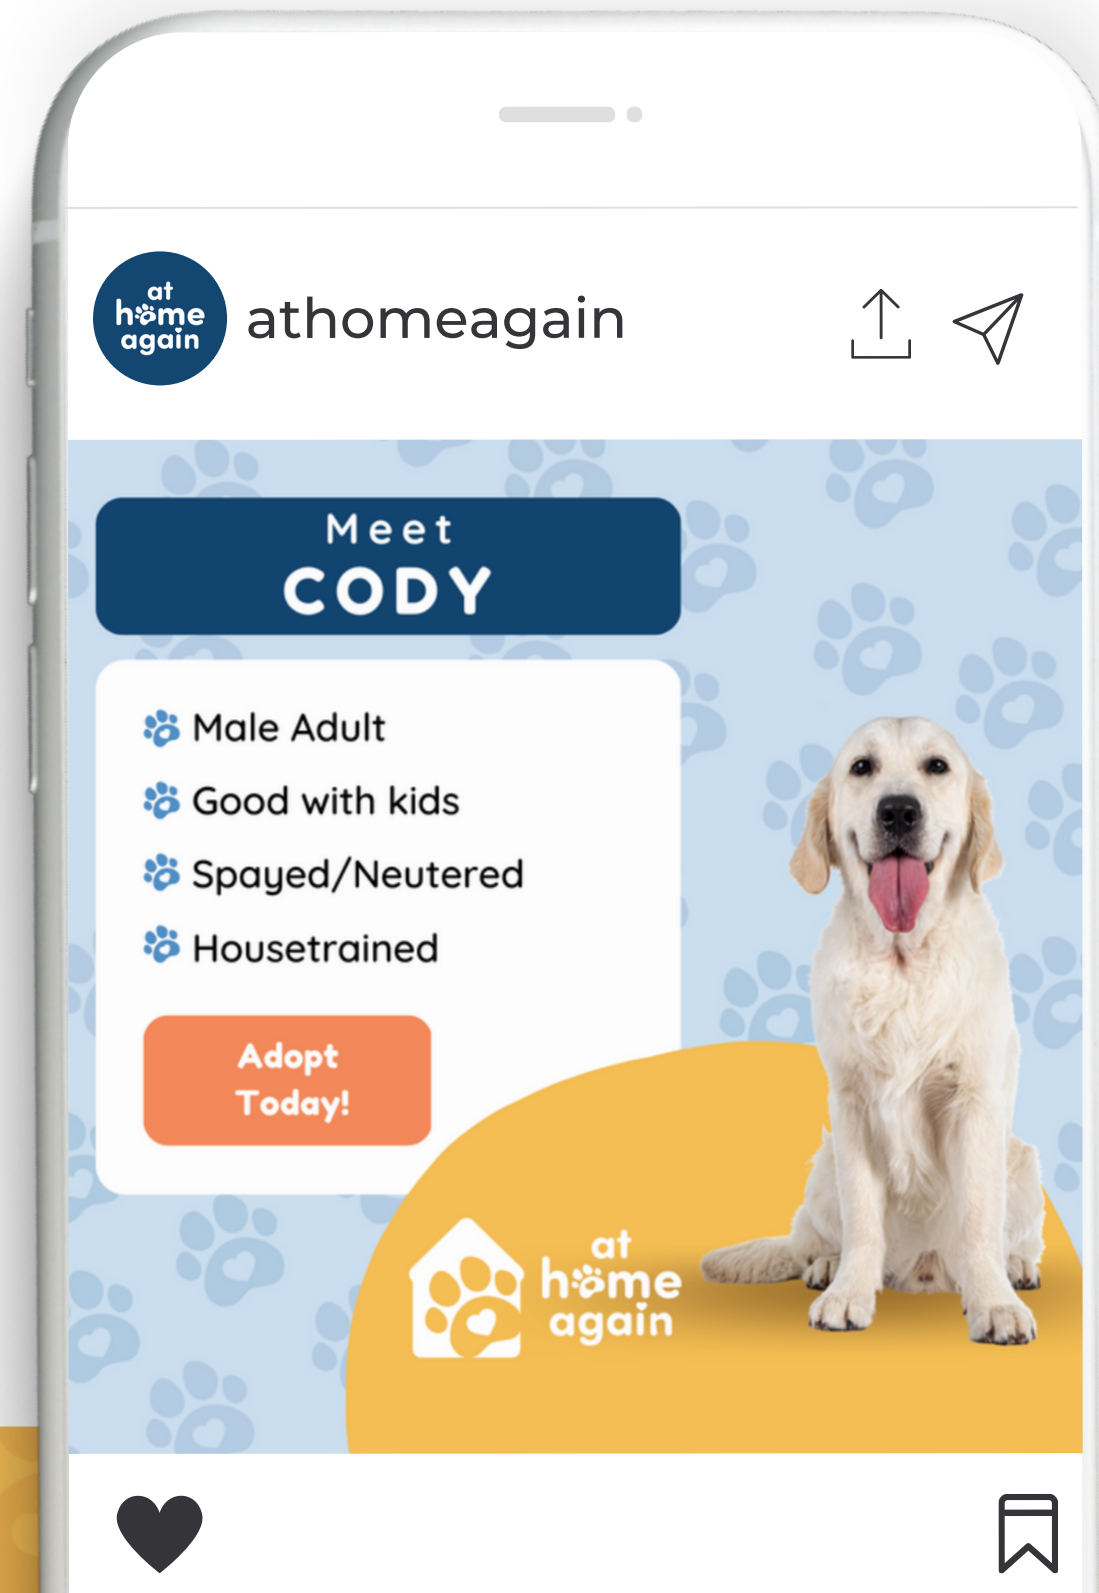 at
home
again
athomeagain
Meet
CODY
Male Adult
Good with kids
Spayed/Neutered
Housetrained
Adopt
Today!
at
home
again